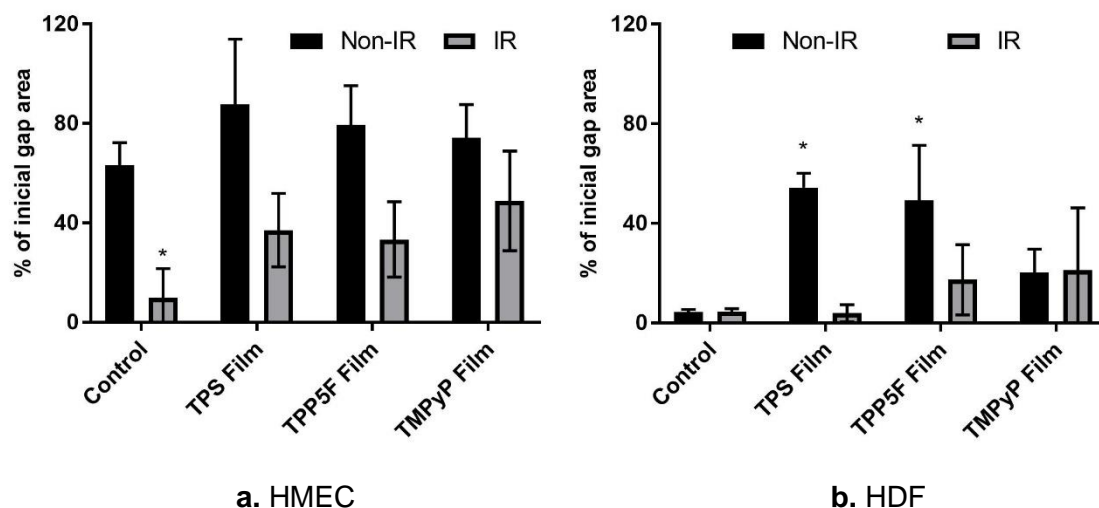 % of inicial gap area
120
80
40
0
Non-IR
IR
*
Control
TPS Film
TPP5F Film
TMPyP Film
a. HMEC
% of inicial gap area
120
80
40
0
Non-IR
IR
*
*
Control
TPS Film
TPP5F Film
TMPyP Film
b. HDF